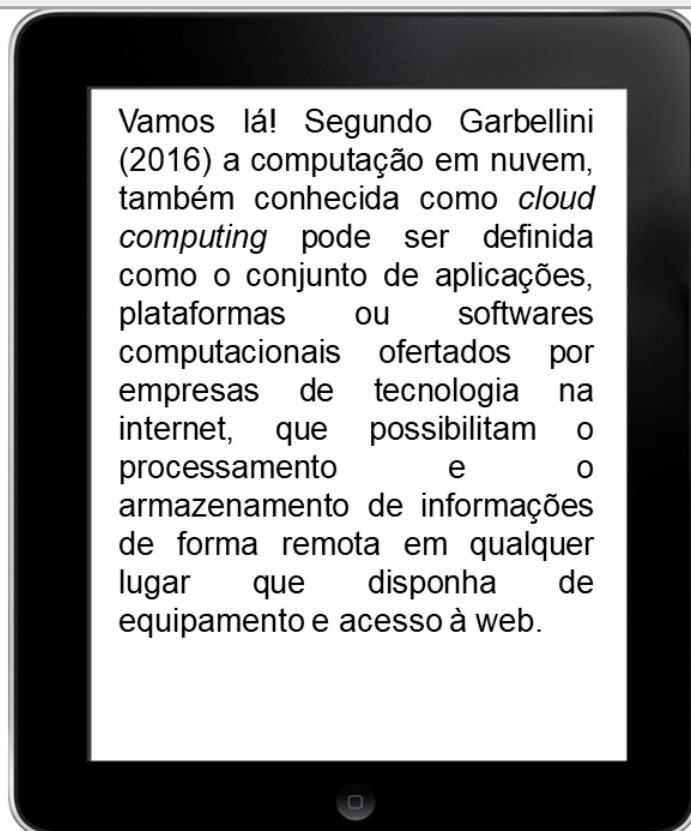 Vamos lá! Segundo Garbellini
(2016) a computação em nuvem,
também conhecida como cloud
computing pode ser definida
como o conjunto de aplicações,
plataformas ou softwares
computacionais ofertados por
empresas de tecnologia na
internet, que possibilitam o
processamento e o
armazenamento de informações
de forma remota em qualquer
lugar que disponha de
equipamento e acesso à web.